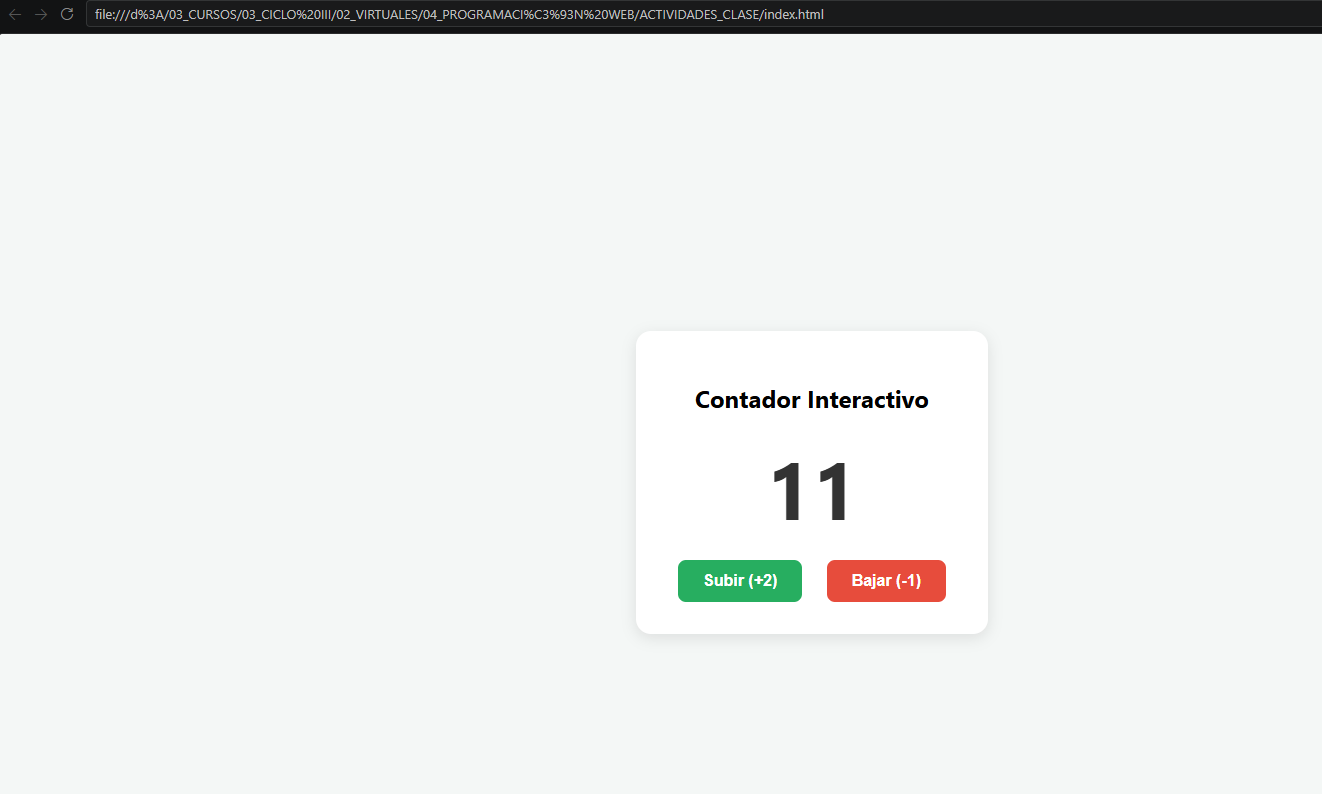 file:///d%3A/03_CURSOS/03_CICLO%20III/02_VIRTUALES/04_PROGRAMACI%C3%93N%20WEB/ACTIVIDADES_CLASE/index.html
Contador Interactivo
11
Subir (+2) Bajar (-1)